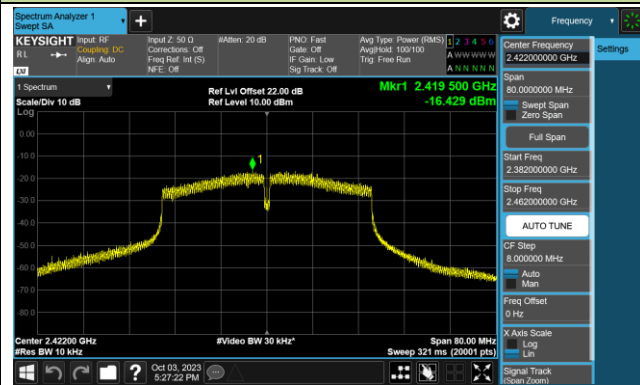 Spectrum Analyzer 1
Swept SA
Frequency
KEYSIGHT
Input: RF
Input Z: 50 Ω
#Atten: 20 dB
PNO: Fast
Avg Type: Power (RMS)
1 2 3 4 5 6
RL
Coupling: DC
Corrections: Off
Gate: Off
Avg|Hold: 100/100
A W W W W W
Align: Auto
Freq Ref: Int (S)
IF Gain: Low
Trig: Free Run
LXI
NFE: Off
Sig Track: Off
A N N N N N
1 Spectrum
Ref Lvl Offset 22.00 dB
Mkr1 2.419 500 GHz
Scale/Div 10 dB
Ref Level 10.00 dBm
-16.429 dBm
Log
0.00
-10.0
-20.0
-30.0
-40.0
-50.0
-60.0
-70.0
-80.0
1
Center 2.42200 GHz
#Video BW 30 kHz*
Span 80.00 MHz
#Res BW 10 kHz
Sweep 321 ms (20001 pts)
Oct 03, 2023
5:27:22 PM
?
Center Frequency
2.422000000 GHz
Settings
Span
80.0000000 MHz
Swept Span
Zero Span
Full Span
Start Freq
2.382000000 GHz
Stop Freq
2.462000000 GHz
AUTO TUNE
CF Step
8.000000 MHz
Auto
Man
Freq Offset
0 Hz
X Axis Scale
Log
Lin
Signal Track
(Span Zoom)